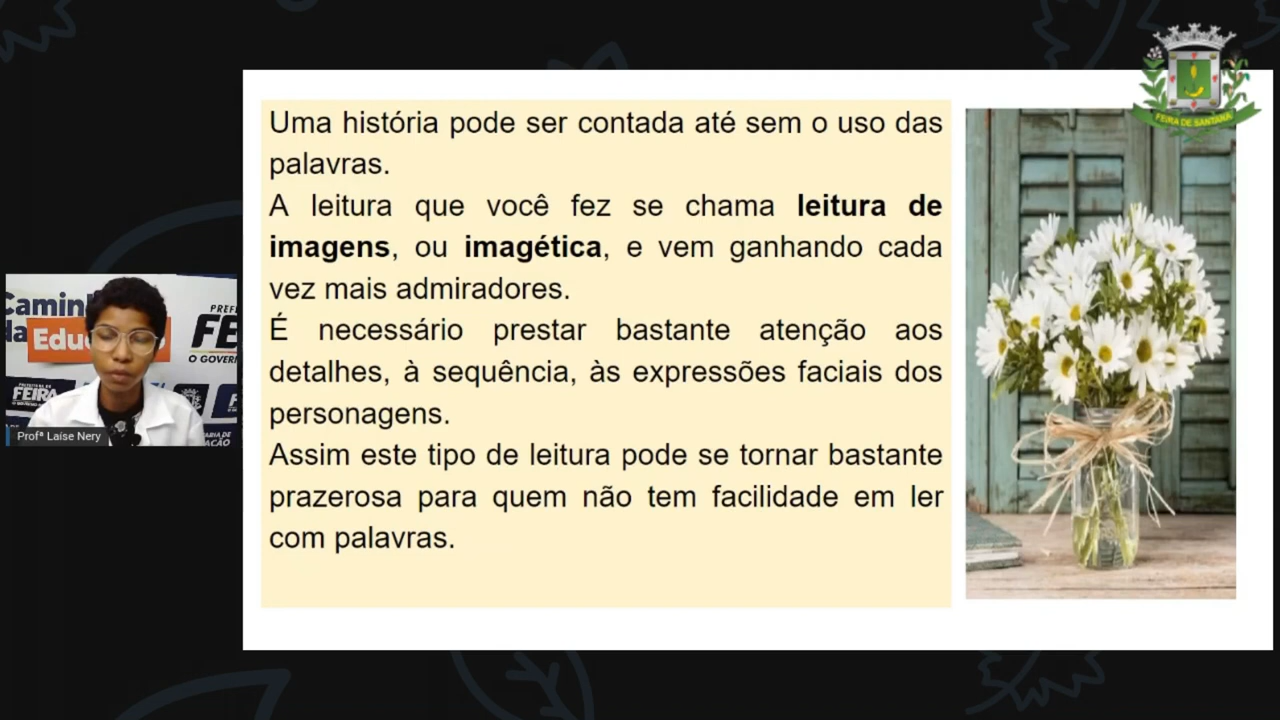 Uma história pode ser contada até sem o uso das
palavras.
A leitura que você fez se chama leitura de
imagens, ou imagética, e vem ganhando cada
vez mais admiradores.
É necessário prestar bastante atenção aos
detalhes, à sequência, às expressões faciais dos
personagens.
Assim este tipo de leitura pode se tornar bastante
prazerosa para quem não tem facilidade em ler
com palavras.
FEIRA DE SANTANA
Profª Laíse Nery
FEIRA
O GOVER